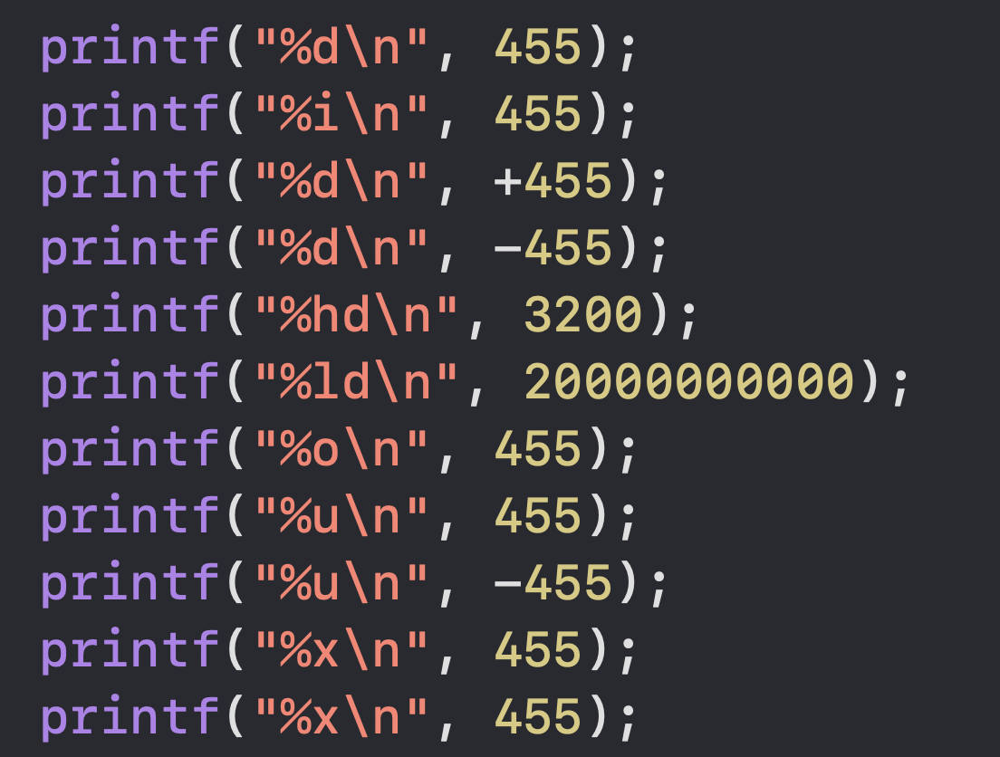 printf("%d\n", 455);
printf("%i\n", 455);
printf("%d\n", +455);
printf("%d\n", -455);
printf("%hd\n", 3200);
printf("%ld\n", 20000000000);
printf("%o\n", 455);
printf("%u\n", 455);
printf("%u\n", -455);
printf("%x\n", 455);
printf("%x\n", 455);